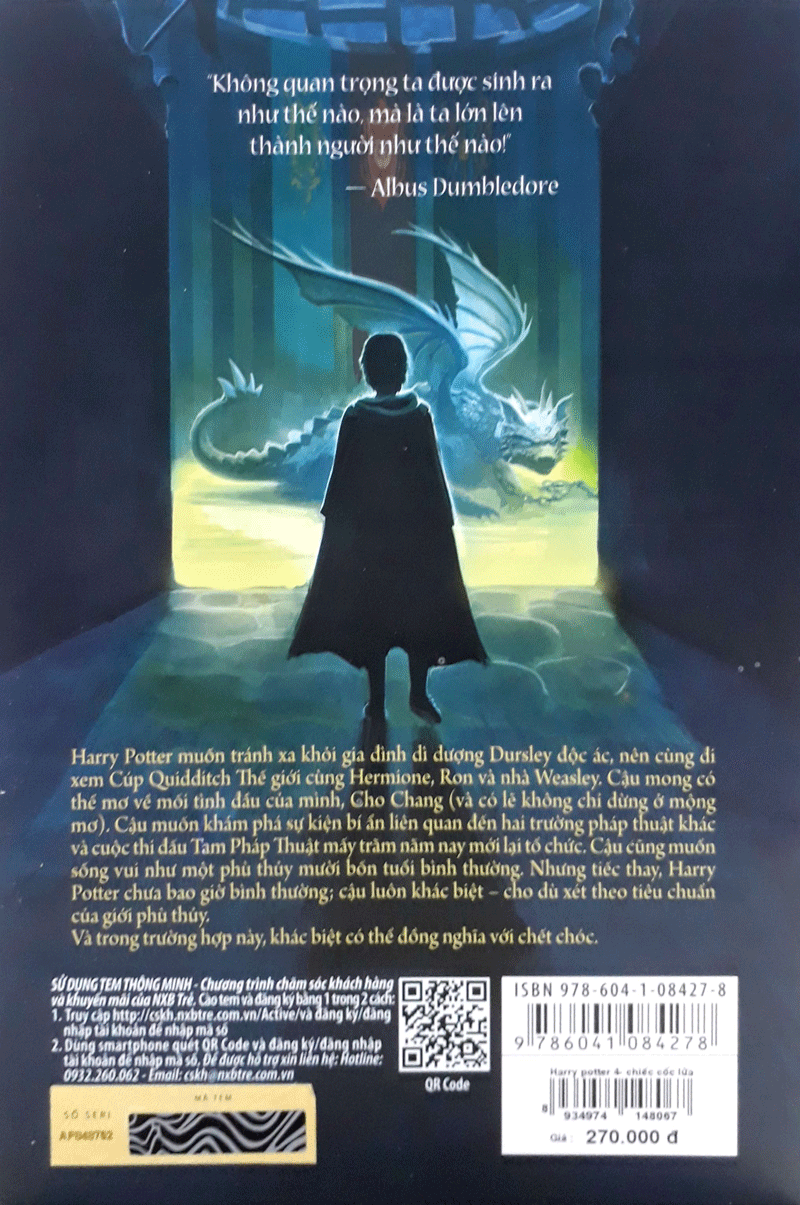 "Không quan trọng ta được sinh ra
như thế nào, mà là ta lớn lên
thành người như thế nào!"
— Albus Dumbledore
Harry Potter muốn tránh xa khỏi gia đình dì dượng Dursley độc ác, nên cùng đi
xem Cúp Quidditch Thế giới cùng Hermione, Ron và nhà Weasley. Cậu mong có
thể mơ về mối tình đầu của mình, Cho Chang (và có lẽ không chỉ dừng ở mộng
mơ). Cậu muốn khám phá sự kiện bí ẩn liên quan đến hai trường pháp thuật khác
và cuộc thi đấu Tam Pháp Thuật mấy trăm năm nay mới lại tổ chức. Cậu cũng muốn
sống vui như một phù thủy mười bốn tuổi bình thường. Nhưng tiếc thay, Harry
Potter chưa bao giờ bình thường; cậu luôn khác biệt – cho dù xét theo tiêu chuẩn
của giới phù thủy.
Và trong trường hợp này, khác biệt có thể đồng nghĩa với chết chóc.
SỬ DỤNG TEM THÔNG MINH - Chương trình chăm sóc khách hàng
và khuyến mãi của NXB Trẻ. Cào tem và đăng ký bằng 1 trong 2 cách:
1. Truy cập http://cskh.nxbtre.com.vn/Active/và đăng ký/đăng
nhập tài khoản để nhập mã số
2. Dùng smartphone quét QR Code và đăng ký/đăng nhập
tài khoản để nhập mã số. Để được hỗ trợ xin liên hệ: Hotline:
0932.260.062 - Email: cskh@nxbtre.com.vn
QR Code
MÃ TEM
SỐ SERI
ISBN 978-604-1-08427-8
9 786041 084278
Harry potter 4- chiếc cốc lửa
8 934974 148067
Giá : 270.000 đ